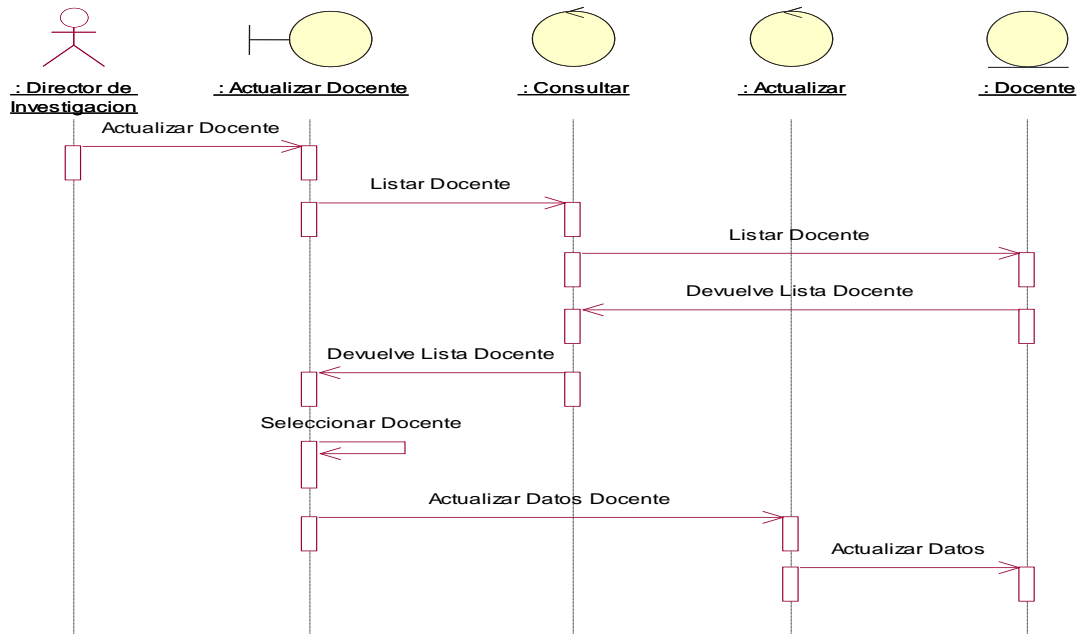 : Director de
Investigacion
: Actualizar Docente
: Consultar
: Actualizar
: Docente
Actualizar Docente
Listar Docente
Listar Docente
Devuelve Lista Docente
Devuelve Lista Docente
Seleccionar Docente
Actualizar Datos Docente
Actualizar Datos